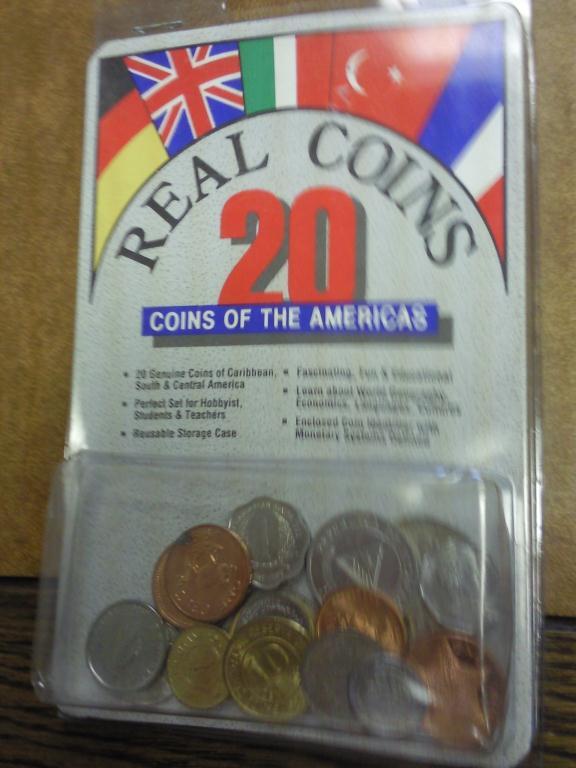 REAL COINS
20
COINS OF THE AMERICAS
• 20 Genuine Coins of Caribbean,
South & Central America
• Perfect Set for Hobbyist,
Students & Teachers
• Reusable Storage Case
• Fascinating, Fun & Educational
• Learn about World Geography,
Economics, Languages, Cultures
• Enclosed Coin Identifier with
Monetary Systems
10